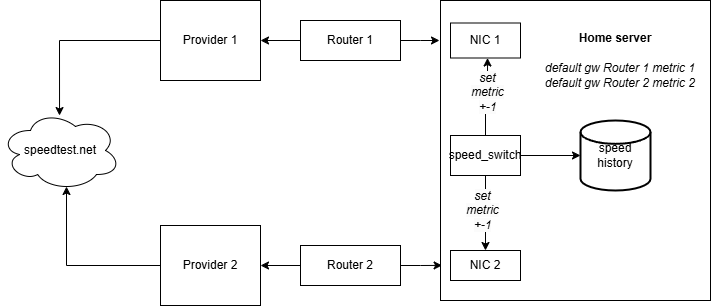 Provider 1
Router 1
NIC 1
Home server
default gw Router 1 metric 1
default gw Router 2 metric 2
set
metric
+-1
speedtest.net
speed_switch
speed
history
set
metric
+-1
Provider 2
Router 2
NIC 2